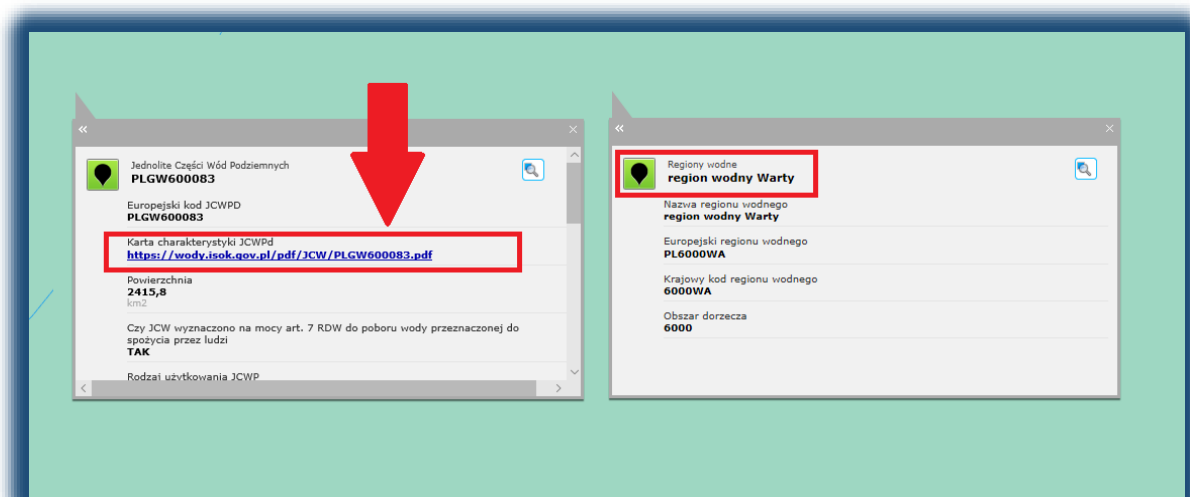 Jednolite Części Wód Podziemnych
PLGW600083
Europejski kod JCWPD
PLGW600083
Karta charakterystyki JCWPd
https://wody.isok.gov.pl/pdf/JCW/PLGW600083.pdf
Powierzchnia
2415,8
km2
Czy JCW wyznaczono na mocy art. 7 RDW do poboru wody przeznaczonej do
spożycia przez ludzi
TAK
Rodzaj użytkowania JCWP
Regiony wodne
region wodny Warty
Nazwa regionu wodnego
region wodny Warty
Europejski regionu wodnego
PL6000WA
Krajowy kod regionu wodnego
6000WA
Obszar dorzecza
6000